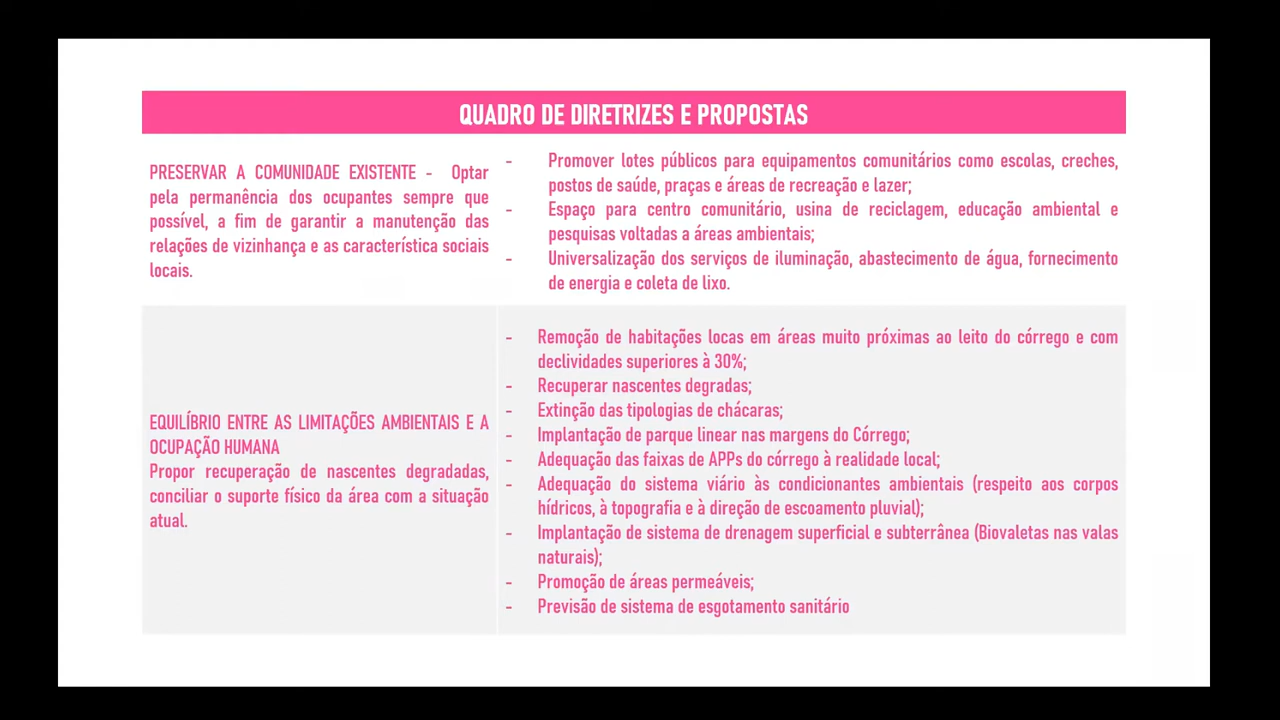 QUADRO DE DIRETRIZES E PROPOSTAS
PRESERVAR A COMUNIDADE EXISTENTE - Optar
pela permanência dos ocupantes sempre que
possível, a fim de garantir a manutenção das
relações de vizinhança e as característica sociais
locais.
- Promover lotes públicos para equipamentos comunitários como escolas, creches,
postos de saúde, praças e áreas de recreação e lazer;
- Espaço para centro comunitário, usina de reciclagem, educação ambiental e
pesquisas voltadas a áreas ambientais;
- Universalização dos serviços de iluminação, abastecimento de água, fornecimento
de energia e coleta de lixo.
EQUILÍBRIO ENTRE AS LIMITAÇÕES AMBIENTAIS E A
OCUPAÇÃO HUMANA
Propor recuperação de nascentes degradadas,
conciliar o suporte físico da área com a situação
atual.
- Remoção de habitações locas em áreas muito próximas ao leito do córrego e com
declividades superiores à 30%;
- Recuperar nascentes degradas;
- Extinção das tipologias de chácaras;
- Implantação de parque linear nas margens do Córrego;
- Adequação das faixas de APPs do córrego à realidade local;
- Adequação do sistema viário às condicionantes ambientais (respeito aos corpos
hídricos, à topografia e à direção de escoamento pluvial);
- Implantação de sistema de drenagem superficial e subterrânea (Biovaletas nas valas
naturais);
- Promoção de áreas permeáveis;
- Previsão de sistema de esgotamento sanitário